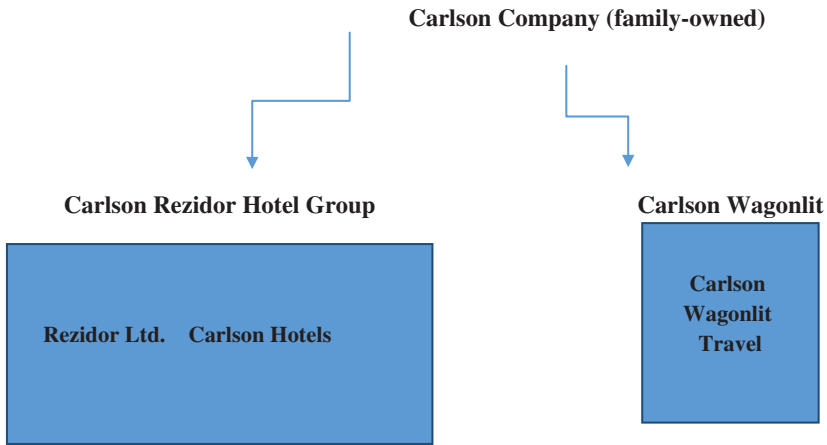 Carlson Company (family-owned)
Carlson Rezidor Hotel Group
Carlson Wagonlit
Rezidor Ltd. Carlson Hotels
Carlson
Wagonlit
Travel